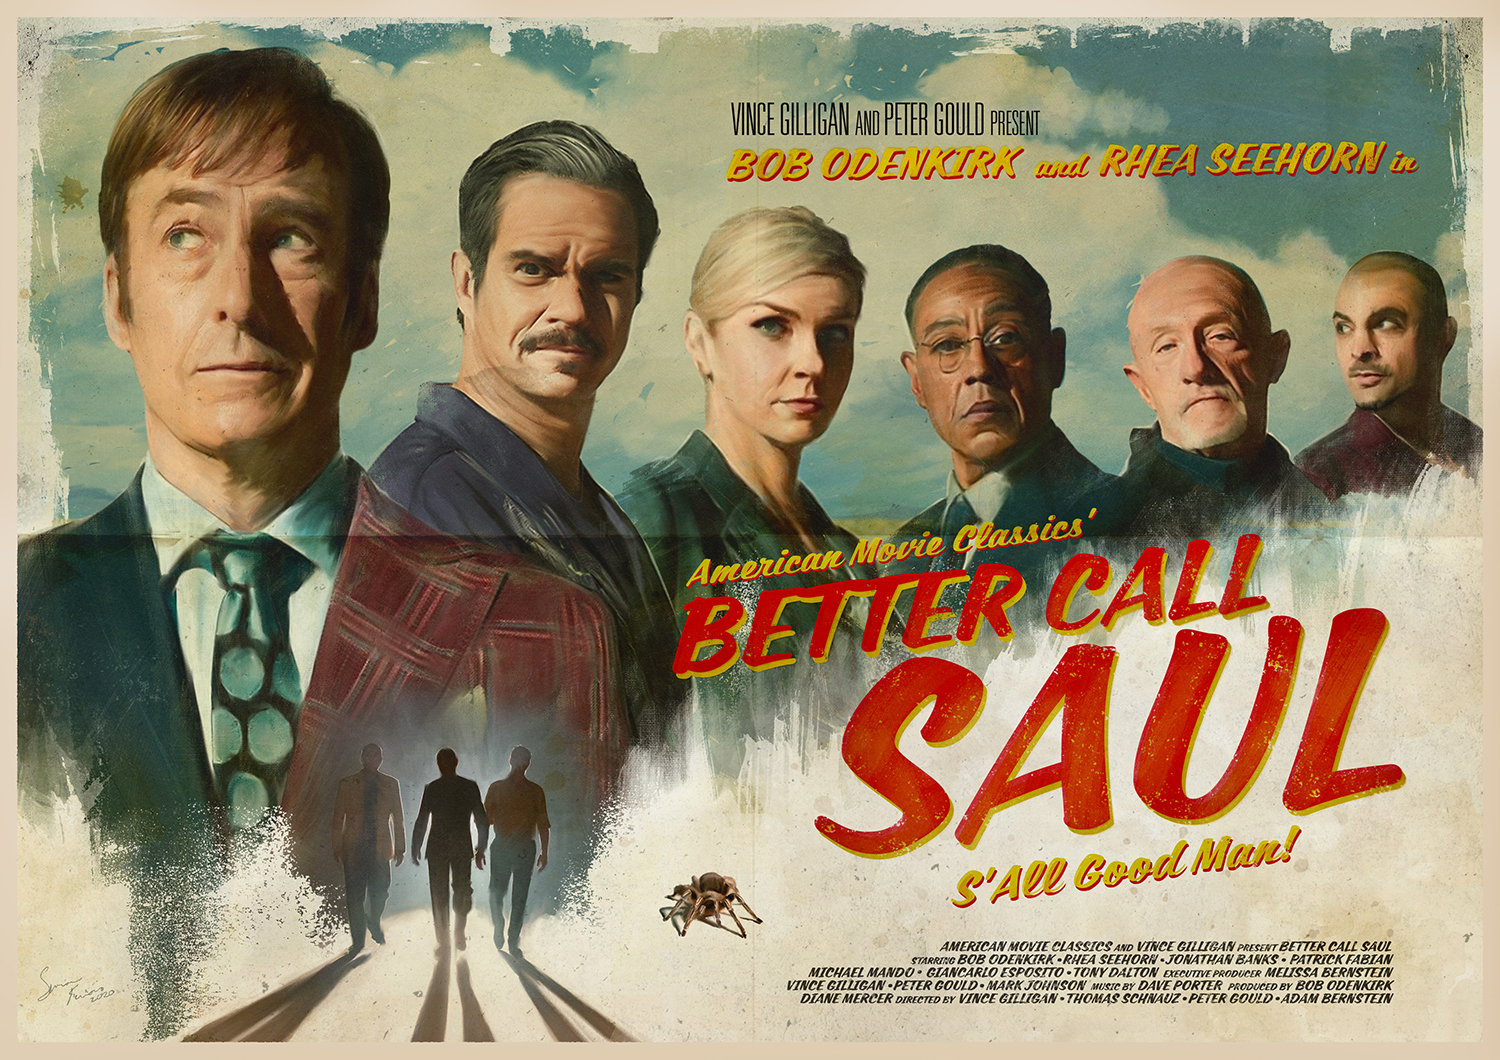 VINCE GILLIGAN AND PETER GOULD PRESENT
BOB ODENKIRK and RHEA SEEHORN in
American Movie Classics'
BETTER CALL
SAUL
S'All Good Man!
AMERICAN MOVIE CLASSICS AND VINCE GILLIGAN PRESENT BETTER CALL SAUL
STARRING BOB ODENKIRK • RHEA SEEHORN • JONATHAN BANKS • PATRICK FABIAN
MICHAEL MANDO • GIANCARLO ESPOSITO • TONY DALTON EXECUTIVE PRODUCER MELISSA BERNSTEIN
VINCE GILLIGAN • PETER GOULD • MARK JOHNSON MUSIC BY DAVE PORTER PRODUCED BY BOB ODENKIRK
DIANE MERCER DIRECTED BY VINCE GILLIGAN • THOMAS SCHNAUZ • PETER GOULD • ADAM BERNSTEIN
2020